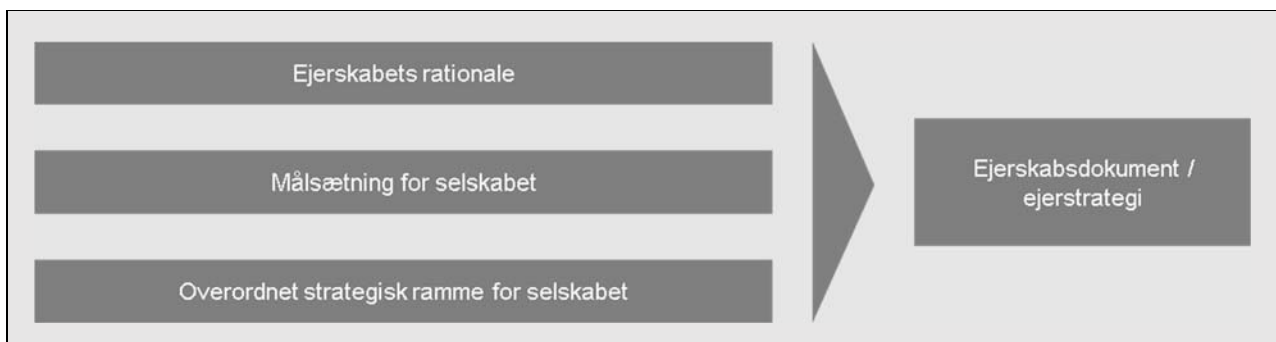 Ejerskabets rationale
Målsætning for selskabet
Overordnet strategisk ramme for selskabet
Ejerskabsdokument /
ejerstrategi